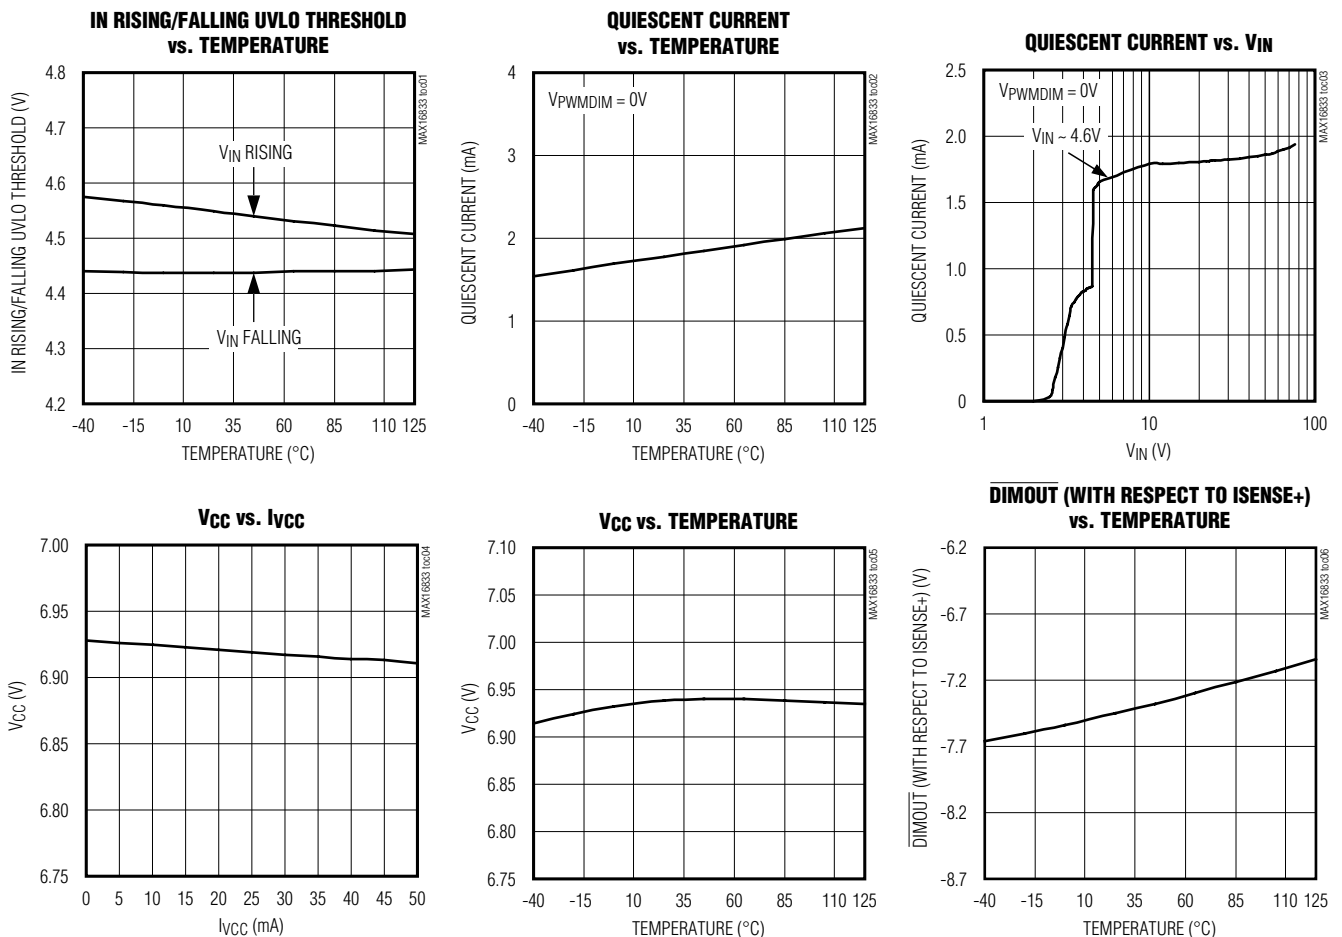 IN RISING/FALLING UVLO THRESHOLD
vs. TEMPERATURE
IN RISING/FALLING UVLO THRESHOLD (V)
4.8
4.7
4.6
4.5
4.4
4.3
4.2
VIN RISING
VIN FALLING
MAX16833 toc01
-40 -15 10 35 60 85 110 125
TEMPERATURE (°C)
QUIESCENT CURRENT
vs. TEMPERATURE
QUIESCENT CURRENT (mA)
4
3
2
1
0
VPWMDIM = 0V
MAX16833 toc02
-40 -15 10 35 60 85 110 125
TEMPERATURE (°C)
QUIESCENT CURRENT vs. VIN
QUIESCENT CURRENT (mA)
2.5
2.0
1.5
1.0
0.5
0
VPWMDIM = 0V
VIN ~ 4.6V
MAX16833 toc03
1 10 100
VIN (V)
VCC vs. IVCC
VCC (V)
7.00
6.95
6.90
6.85
6.80
6.75
MAX16833 toc04
0 5 10 15 20 25 30 35 40 45 50
IVCC (mA)
VCC vs. TEMPERATURE
VCC (V)
7.10
7.05
7.00
6.95
6.90
6.85
6.80
6.75
MAX16833 toc05
-40 -15 10 35 60 85 110 125
TEMPERATURE (°C)
DIMOUT (WITH RESPECT TO ISENSE+)
vs. TEMPERATURE
DIMOUT (WITH RESPECT TO ISENSE+) (V)
-6.2
-6.7
-7.2
-7.7
-8.2
-8.7
MAX16833 toc06
-40 -15 10 35 60 85 110 125
TEMPERATURE (°C)